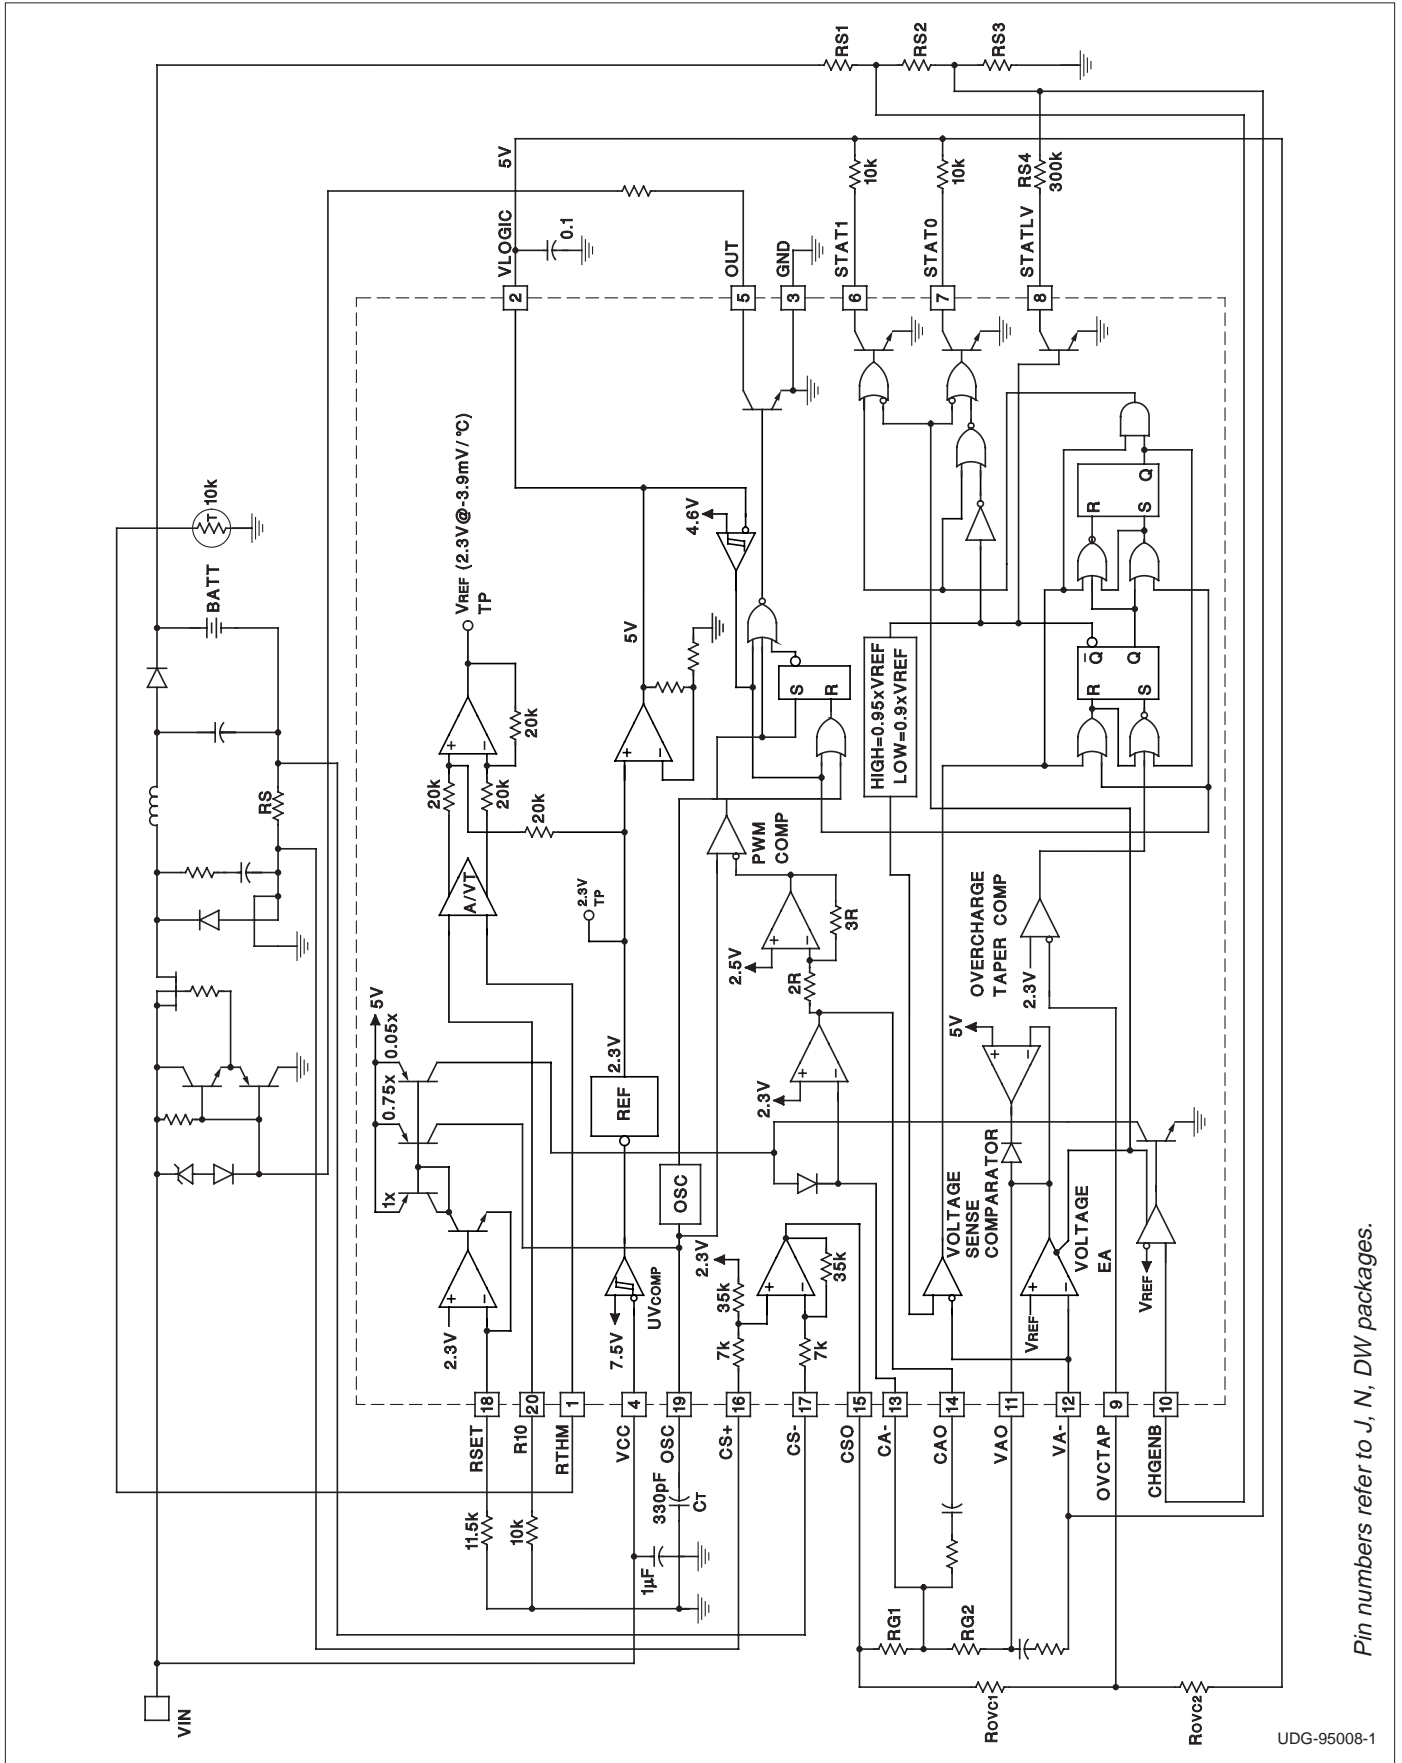 VIN
RS
BATT
10k
T
RS1
RS2
RS3
11.5k
RSET
18
2.3V
1x
0.75x
0.05x
5V
10k
R10
20
RTHM
1
A/VT
20k
20k
20k
20k
VREF (2.3V@-3.9mV/°C)
TP
1µF
VCC
4
7.5V
UVCOMP
REF
2.3V
2.3V
TP
5V
VLOGIC
2
5V
0.1
330pF
CT
OSC
19
OSC
PWM
COMP
4.6V
S
R
OUT
5
GND
3
CS+
16
7k
35k
2.3V
CS-
17
7k
35k
2.3V
2R
2.5V
3R
CSO
15
CA-
13
CAO
14
RG1
RG2
VOLTAGE
SENSE
COMPARATOR
HIGH=0.95xVREF
LOW=0.9xVREF
STAT1
6
10k
STAT0
7
10k
STATLV
8
RS4
300k
VAO
11
VA-
12
VREF
VOLTAGE
EA
5V
OVERCHARGE
TAPER COMP
2.3V
R
Q
S
Q
R
S
Q
OVCTAP
9
CHGENB
10
VREF
ROVC1
ROVC2
Pin numbers refer to J, N, DW packages.
UDG-95008-1